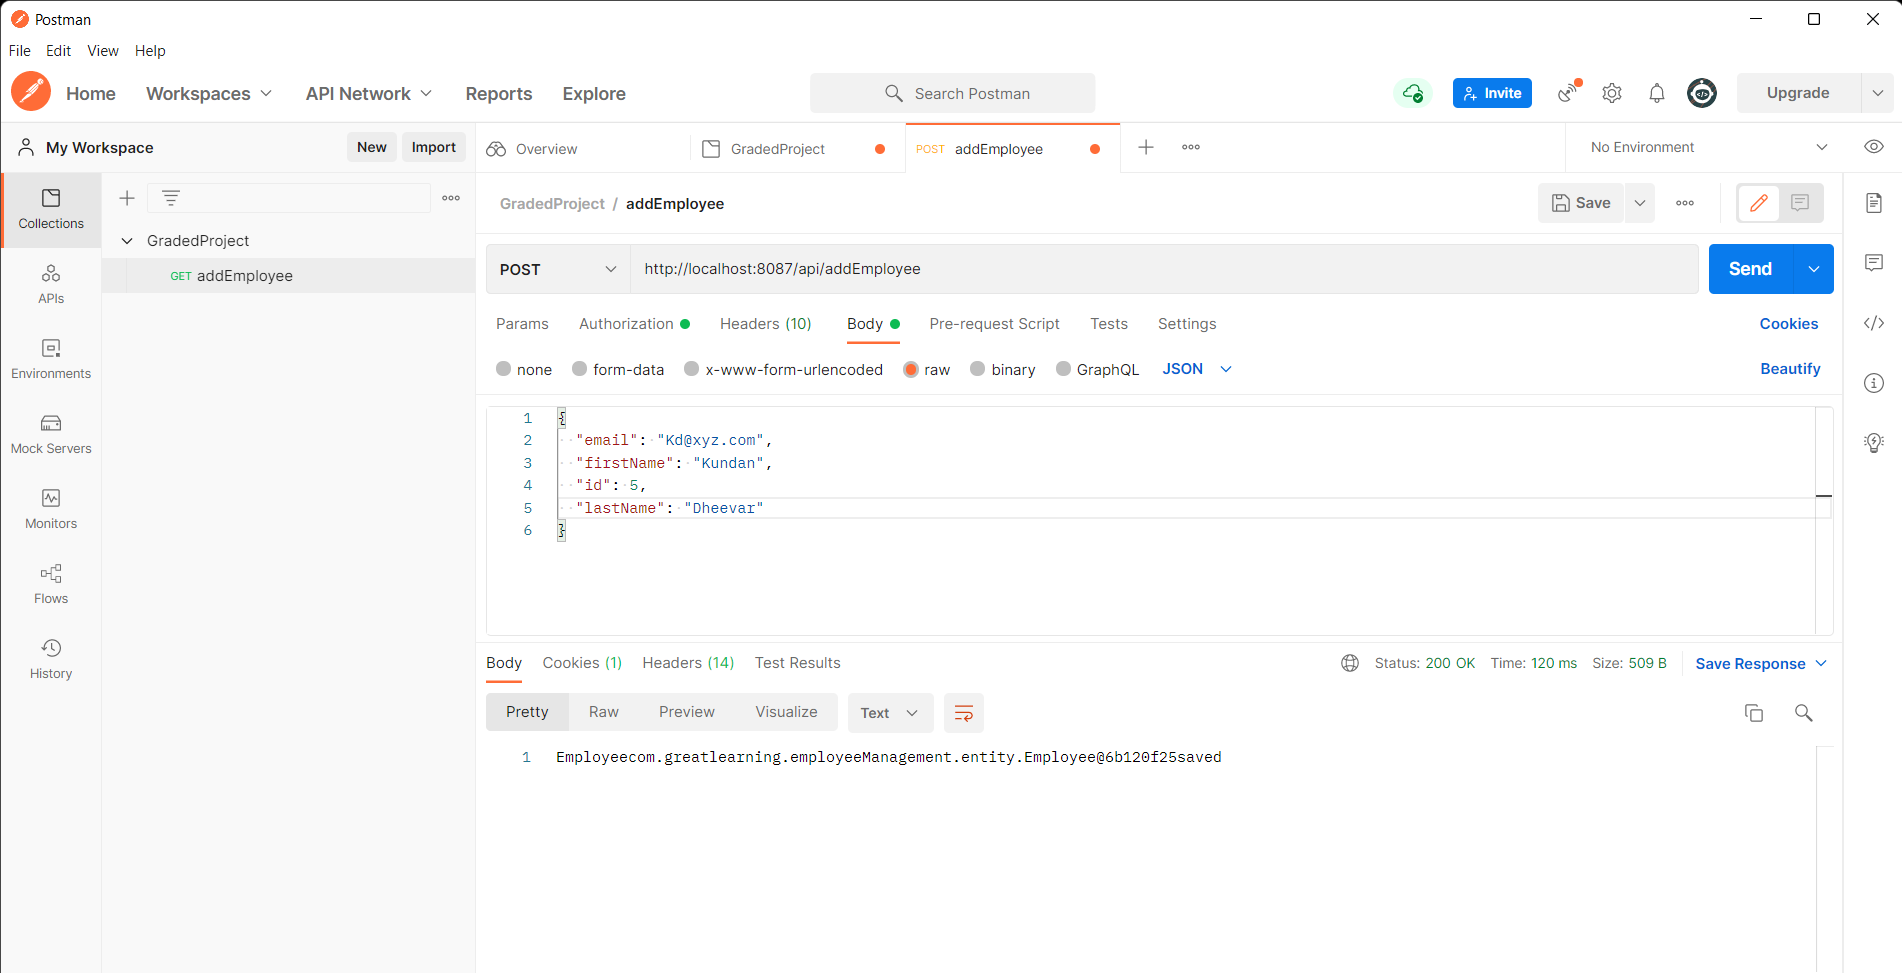 Postman
File Edit View Help
Home Workspaces API Network Reports Explore Search Postman Invite Upgrade
My Workspace New Import Overview GradedProject POST addEmployee No Environment
Collections
GradedProject / addEmployee Save
GradedProject
GET addEmployee
POST http://localhost:8087/api/addEmployee Send
APIs
Params Authorization Headers (10) Body Pre-request Script Tests Settings Cookies
Environments
none form-data x-www-form-urlencoded raw binary GraphQL JSON Beautify
Mock Servers
1 {
2 "email": "Kd@xyz.com",
3 "firstName": "Kundan",
4 "id": 5,
5 "lastName": "Dheevar"
6 }
Monitors
Flows
History
Body Cookies (1) Headers (14) Test Results Status: 200 OK Time: 120 ms Size: 509 B Save Response
Pretty Raw Preview Visualize Text
1 Employeecom.greatlearning.employeeManagement.entity.Employee@6b120f25saved